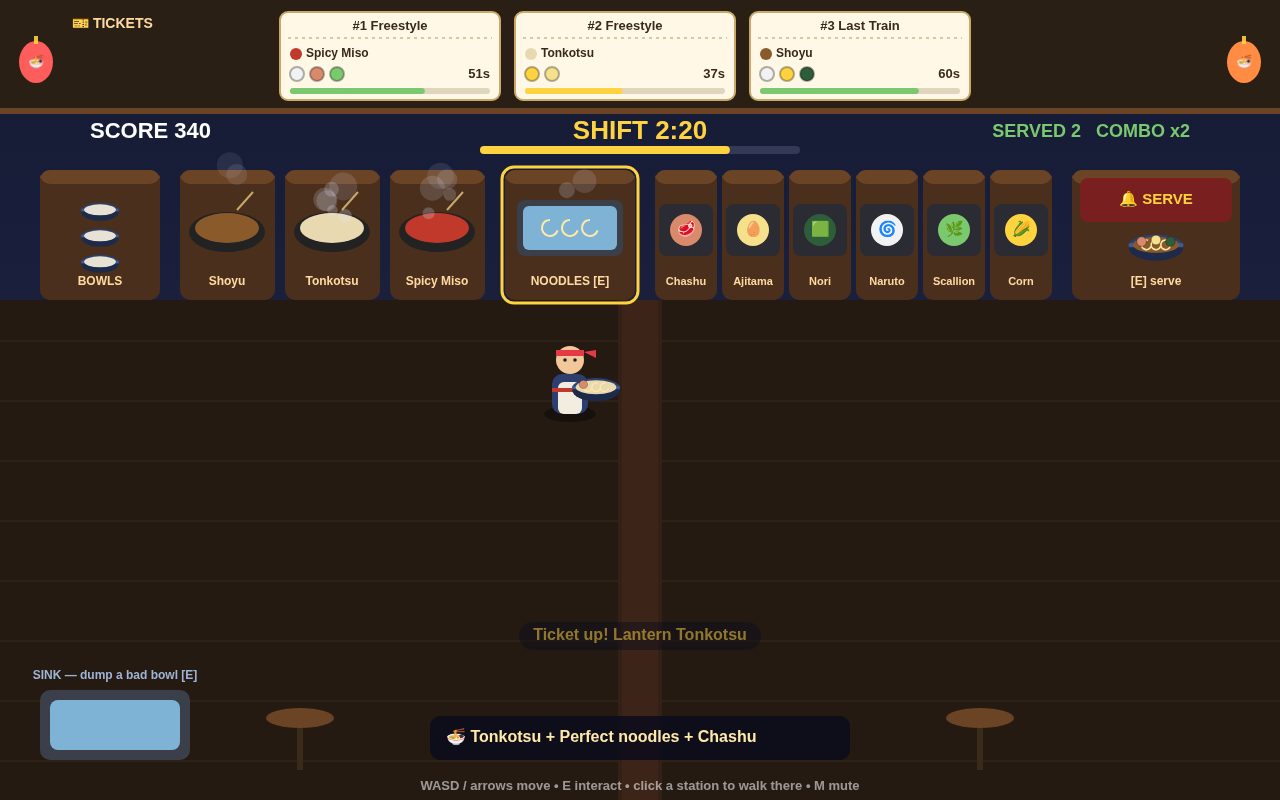 🎫 TICKETS
#1 Freestyle
Spicy Miso
51s
#2 Freestyle
Tonkotsu
37s
#3 Last Train
Shoyu
60s
SCORE 340
SHIFT 2:20
SERVED 2 COMBO x2
BOWLS
Shoyu
Tonkotsu
Spicy Miso
NOODLES [E]
Chashu
Ajitama
Nori
Naruto
Scallion
Corn
🔔 SERVE
[E] serve
Ticket up! Lantern Tonkotsu
SINK — dump a bad bowl [E]
🍜 Tonkotsu + Perfect noodles + Chashu
WASD / arrows move • E interact • click a station to walk there • M mute